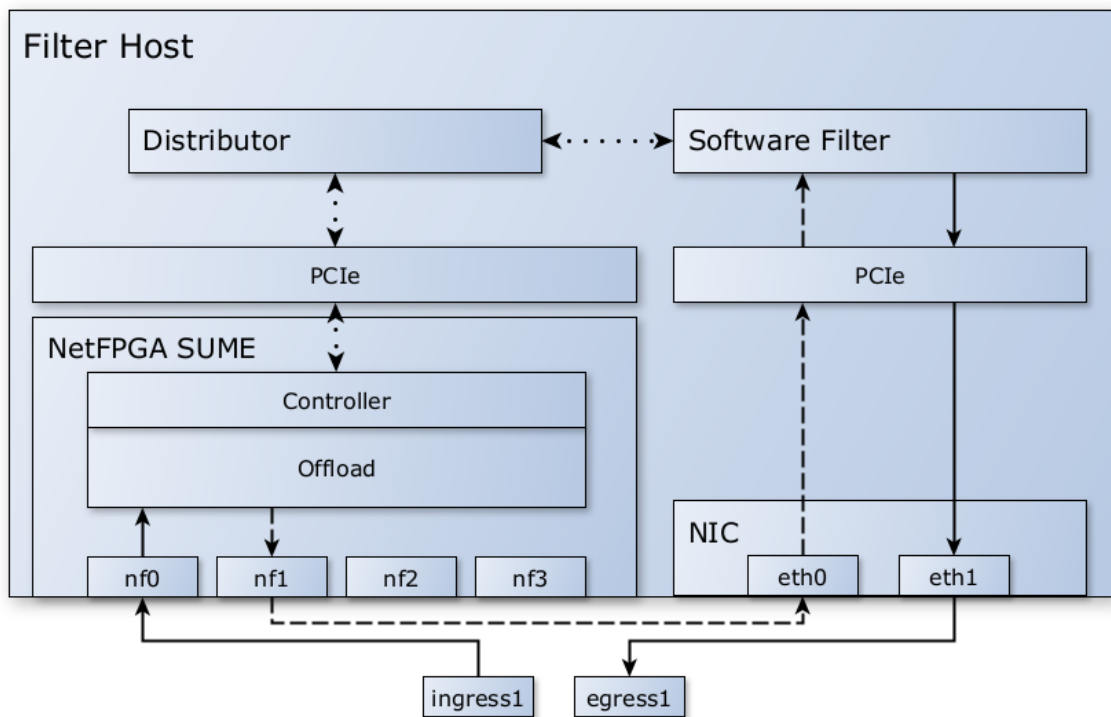 Filter Host
Distributor
Software Filter
PCIe
PCIe
NetFPGA SUME
Controller
Offload
NIC
nf0
nf1
nf2
nf3
eth0
eth1
ingress1
egress1